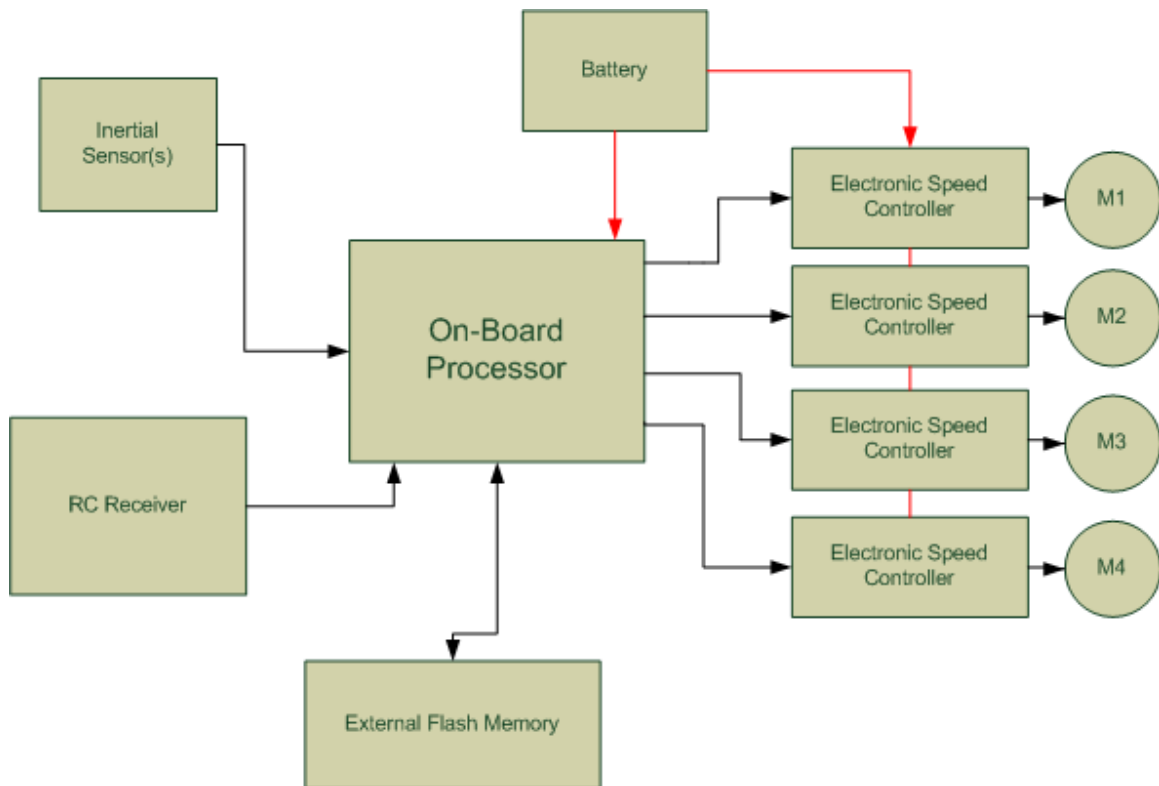 Battery
Inertial
Sensor(s)
Electronic Speed
Controller
M1
Electronic Speed
Controller
M2
On-Board
Processor
Electronic Speed
Controller
M3
RC Receiver
Electronic Speed
Controller
M4
External Flash Memory